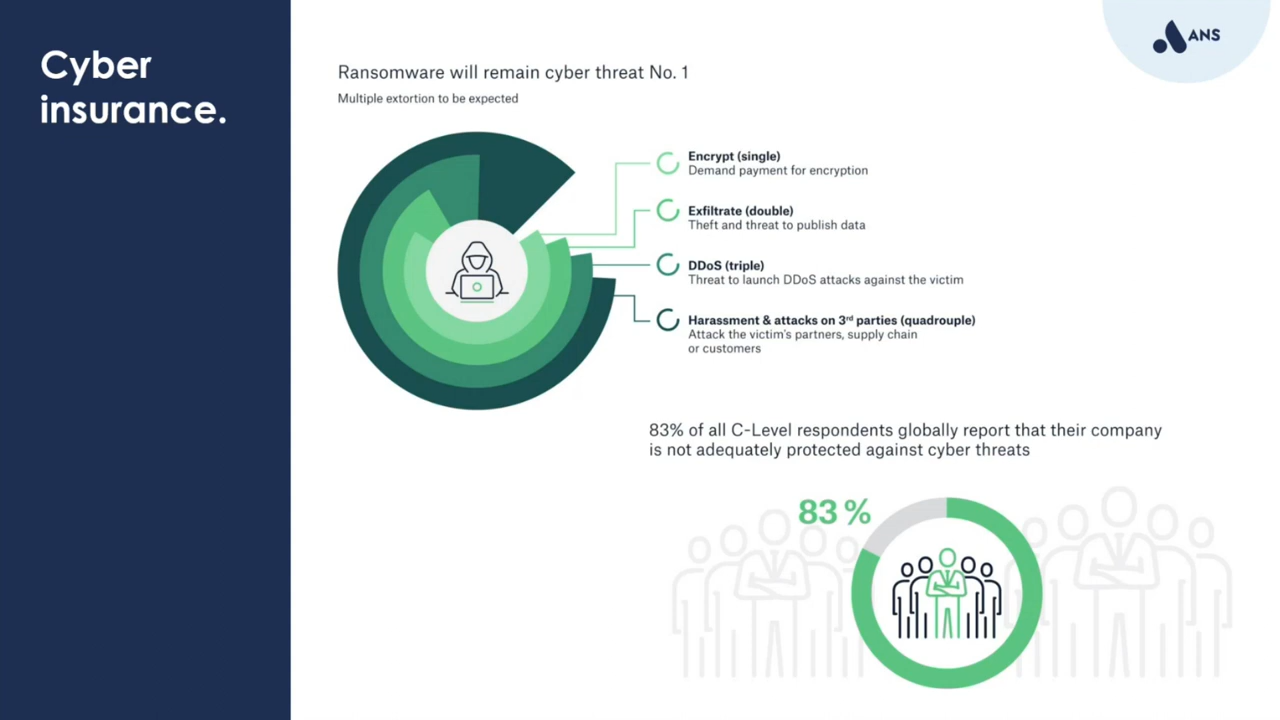 Cyber
insurance.
ANS
Ransomware will remain cyber threat No. 1
Multiple extortion to be expected
Encrypt (single)
Demand payment for encryption
Exfiltrate (double)
Theft and threat to publish data
DDoS (triple)
Threat to launch DDoS attacks against the victim
Harassment & attacks on 3rd parties (quadrouple)
Attack the victim's partners, supply chain
or customers
83% of all C-Level respondents globally report that their company
is not adequately protected against cyber threats
83 %